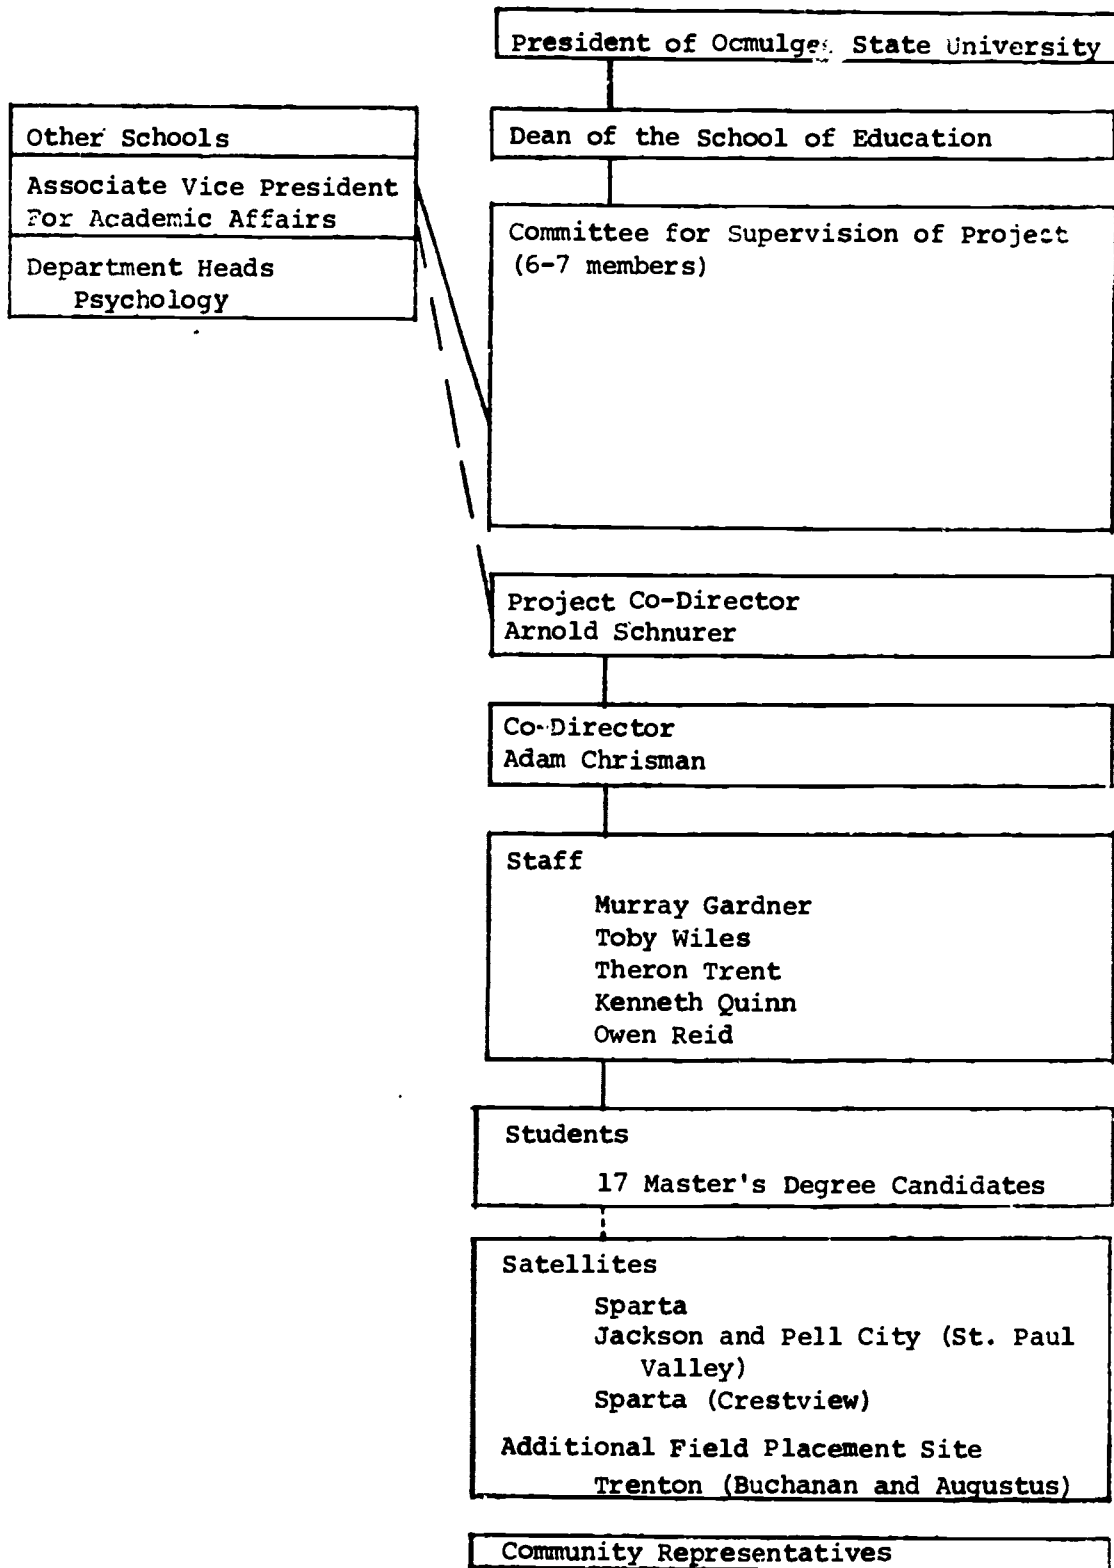 President of Ocmulgee State University
Other Schools
Associate Vice President
For Academic Affairs
Department Heads
Psychology
Dean of the School of Education
Committee for Supervision of Project
(6-7 members)
Project Co-Director
Arnold Schnurer
Co-Director
Adam Chrisman
Staff
Murray Gardner
Toby Wiles
Theron Trent
Kenneth Quinn
Owen Reid
Students
17 Master's Degree Candidates
Satellites
Sparta
Jackson and Pell City (St. Paul
Valley)
Sparta (Crestview)
Additional Field Placement Site
Trenton (Buchanan and Augustus)
Community Representatives